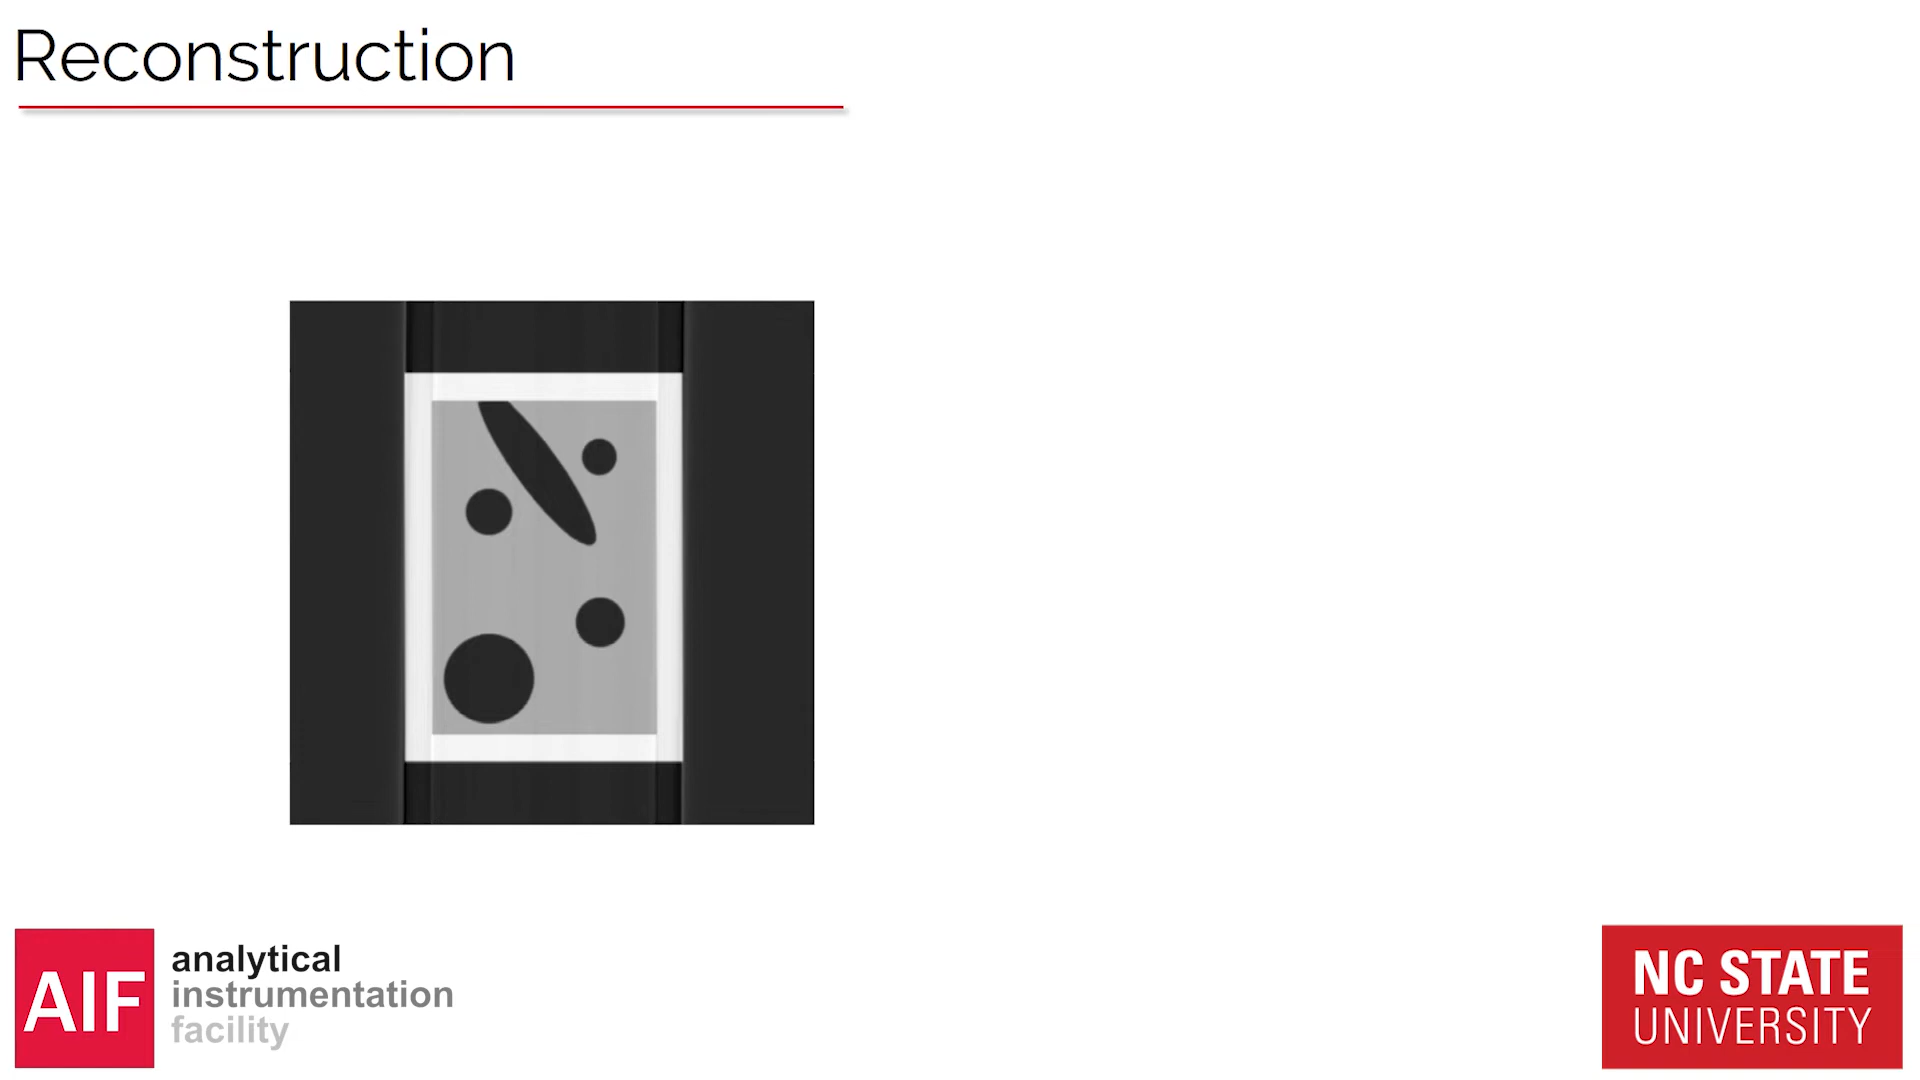 Reconstruction
AIF
analytical
instrumentation
facility
NC STATE
UNIVERSITY